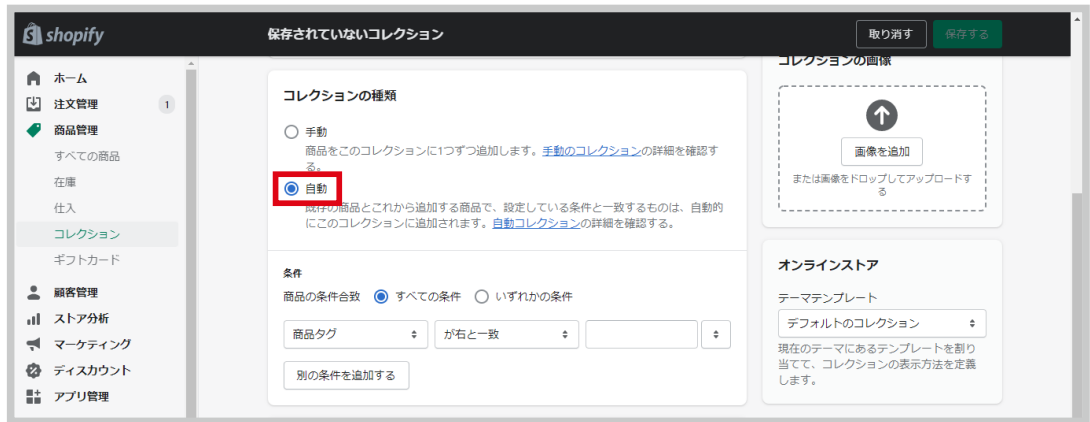 shopify
保存されていないコレクション
取り消す
保存する
ホーム
注文管理
1
商品管理
すべての商品
在庫
仕入
コレクション
ギフトカード
顧客管理
ストア分析
マーケティング
ディスカウント
アプリ管理
コレクションの種類
手動
商品をこのコレクションに1つずつ追加します。手動のコレクションの詳細を確認す
る。
自動
既存の商品とこれから追加する商品で、設定している条件と一致するものは、自動的
にこのコレクションに追加されます。自動コレクションの詳細を確認する。
条件
商品の条件合致 すべての条件 いずれかの条件
商品タグ が右と一致
別の条件を追加する
コレクションの画像
画像を追加
または画像をドロップしてアップロードす
る
オンラインストア
テーマテンプレート
デフォルトのコレクション
現在のテーマにあるテンプレートを割り
当てて、コレクションの表示方法を定義
します。